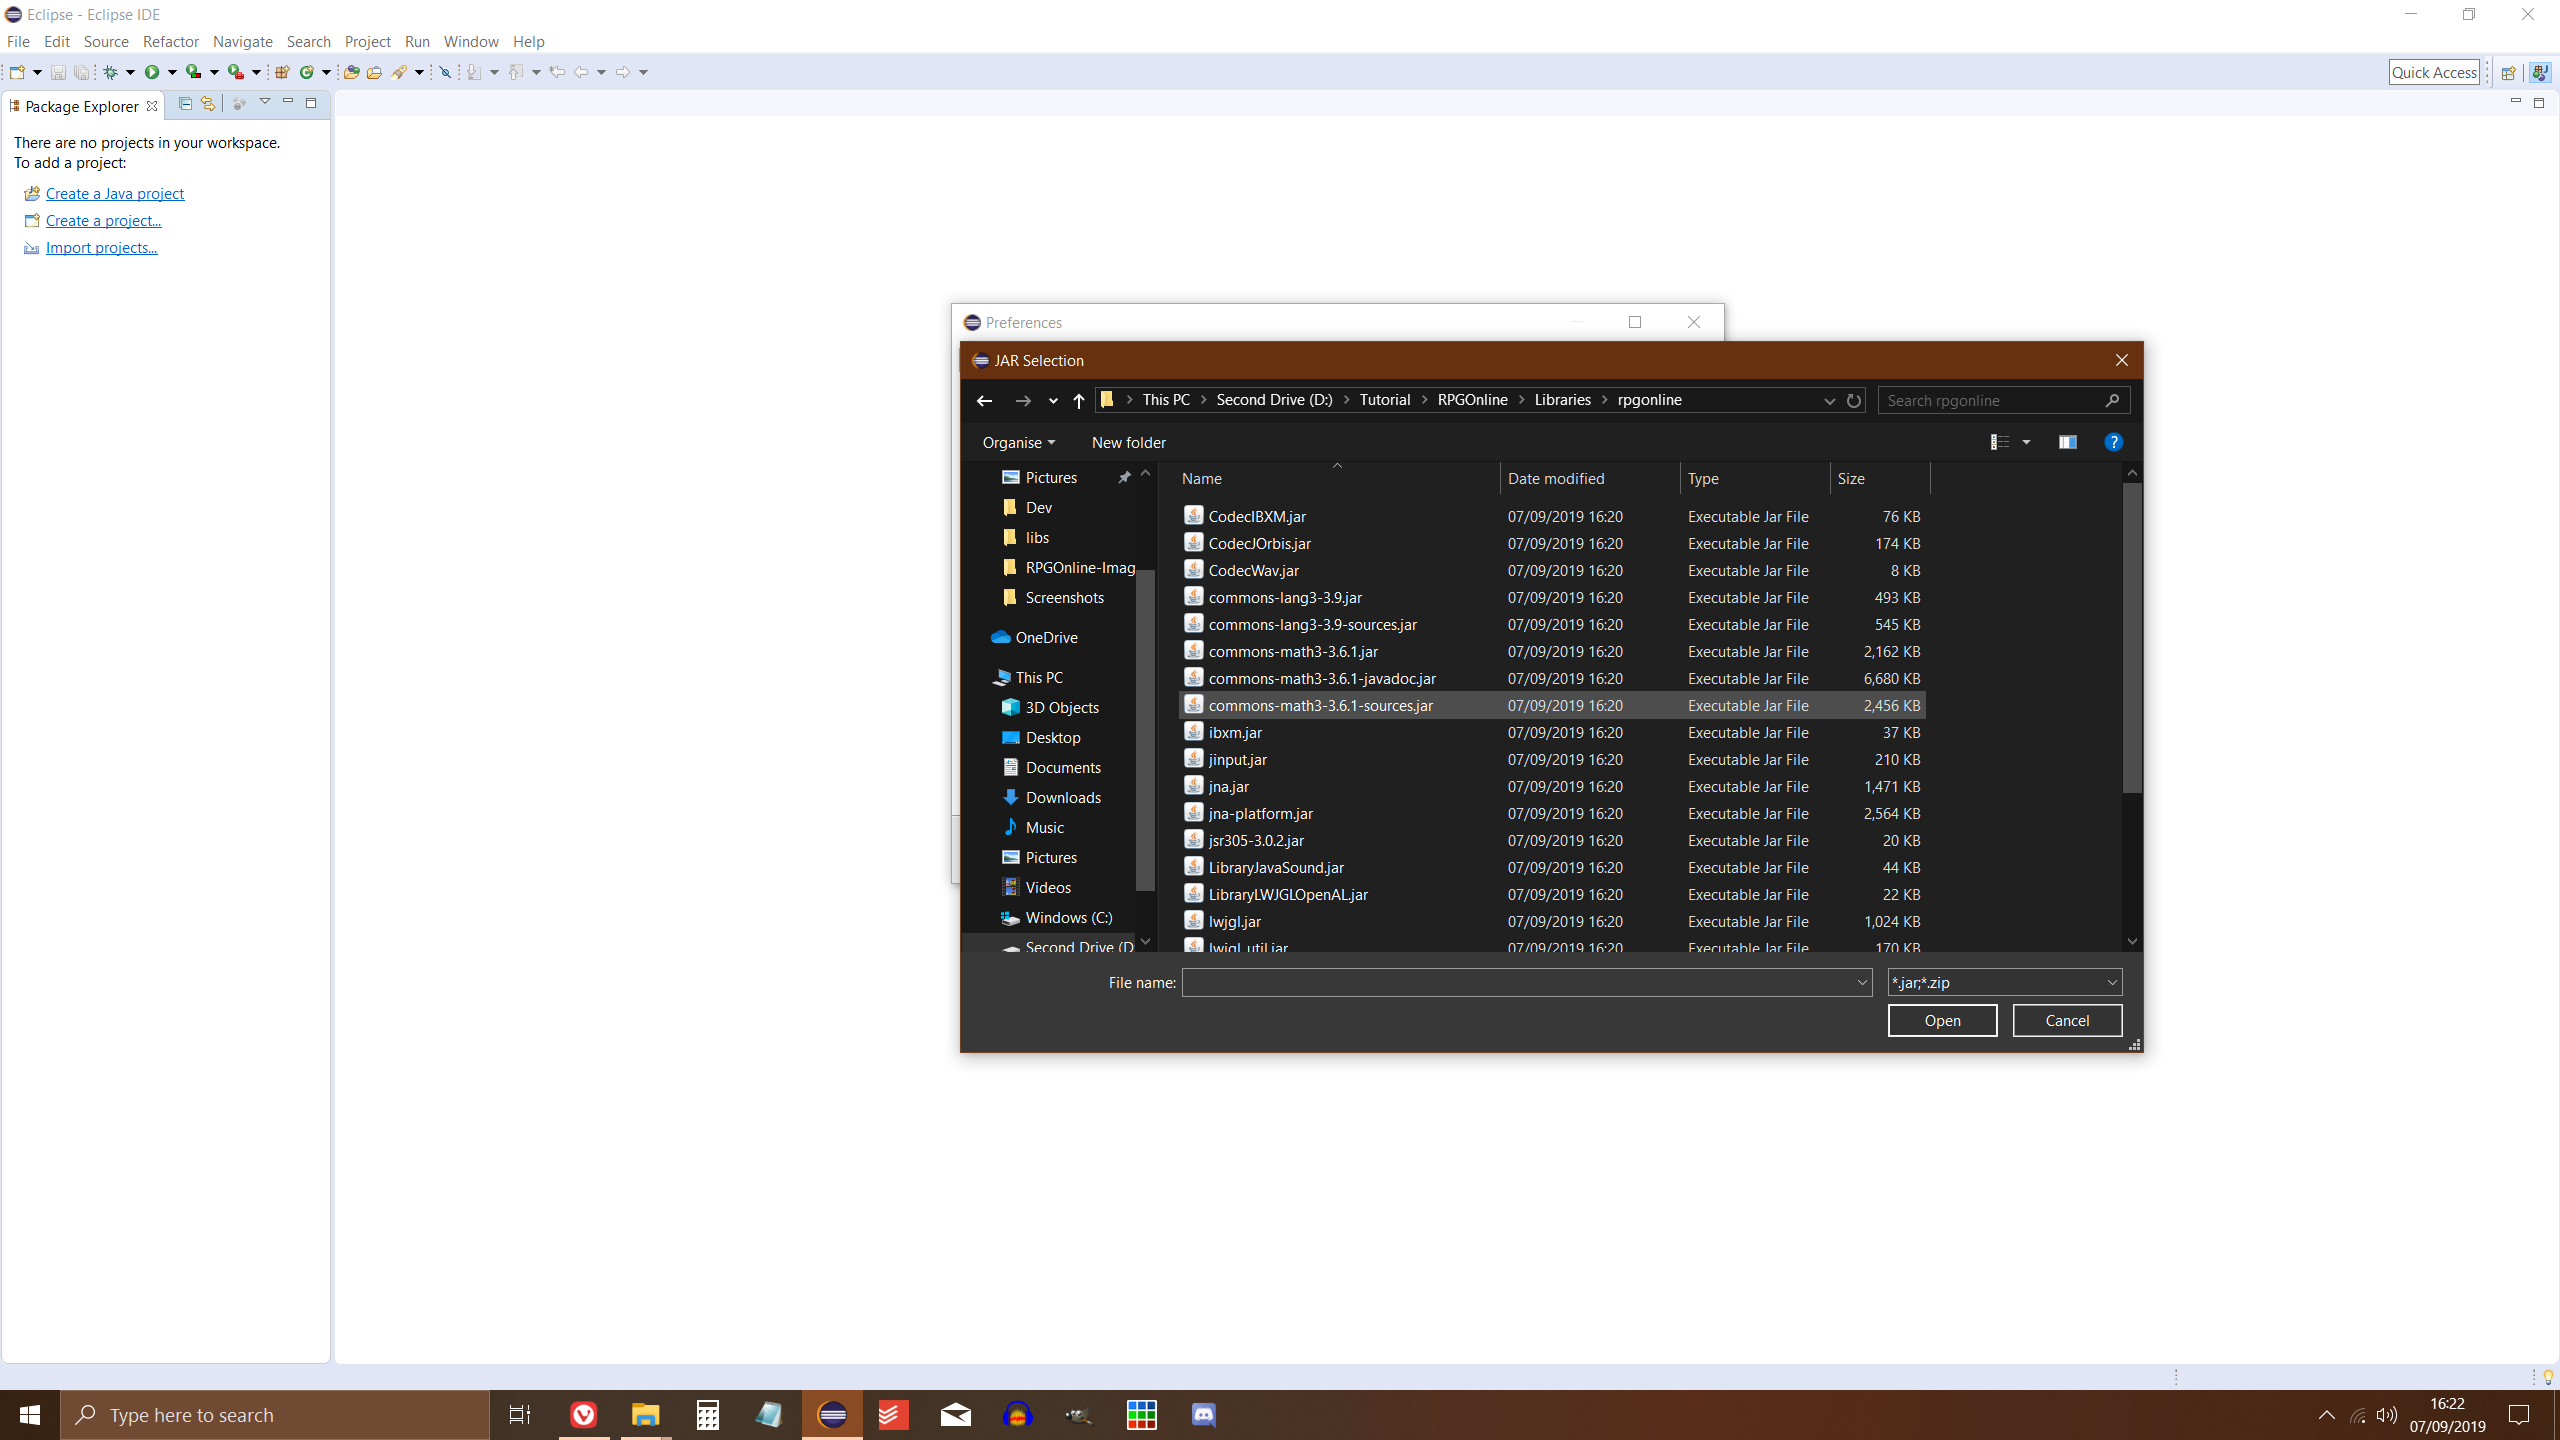 Eclipse - Eclipse IDE
File Edit Source Refactor Navigate Search Project Run Window Help
Quick Access
Package Explorer
There are no projects in your workspace.
To add a project:
Create a Java project
Create a project...
Import projects...
Preferences
JAR Selection
This PC Second Drive (D:) Tutorial RPGOnline Libraries rpgonline
Search rpgonline
Organise New folder
Pictures
Dev
libs
RPGOnline-Imag
Screenshots
OneDrive
This PC
3D Objects
Desktop
Documents
Downloads
Music
Pictures
Videos
Windows (C:)
Second Drive (D
Name Date modified Type Size
CodecIBXM.jar 07/09/2019 16:20 Executable Jar File 76 KB
CodecJOrbis.jar 07/09/2019 16:20 Executable Jar File 174 KB
CodecWav.jar 07/09/2019 16:20 Executable Jar File 8 KB
commons-lang3-3.9.jar 07/09/2019 16:20 Executable Jar File 493 KB
commons-lang3-3.9-sources.jar 07/09/2019 16:20 Executable Jar File 545 KB
commons-math3-3.6.1.jar 07/09/2019 16:20 Executable Jar File 2,162 KB
commons-math3-3.6.1-javadoc.jar 07/09/2019 16:20 Executable Jar File 6,680 KB
commons-math3-3.6.1-sources.jar 07/09/2019 16:20 Executable Jar File 2,456 KB
ibxm.jar 07/09/2019 16:20 Executable Jar File 37 KB
jinput.jar 07/09/2019 16:20 Executable Jar File 210 KB
jna.jar 07/09/2019 16:20 Executable Jar File 1,471 KB
jna-platform.jar 07/09/2019 16:20 Executable Jar File 2,564 KB
jsr305-3.0.2.jar 07/09/2019 16:20 Executable Jar File 20 KB
LibraryJavaSound.jar 07/09/2019 16:20 Executable Jar File 44 KB
LibraryLWJGLOpenAL.jar 07/09/2019 16:20 Executable Jar File 22 KB
lwjgl.jar 07/09/2019 16:20 Executable Jar File 1,024 KB
lwjgl_util.jar 07/09/2019 16:20 Executable Jar File 170 KB
File name:
*.jar;*.zip
Open Cancel
Type here to search
16:22
07/09/2019